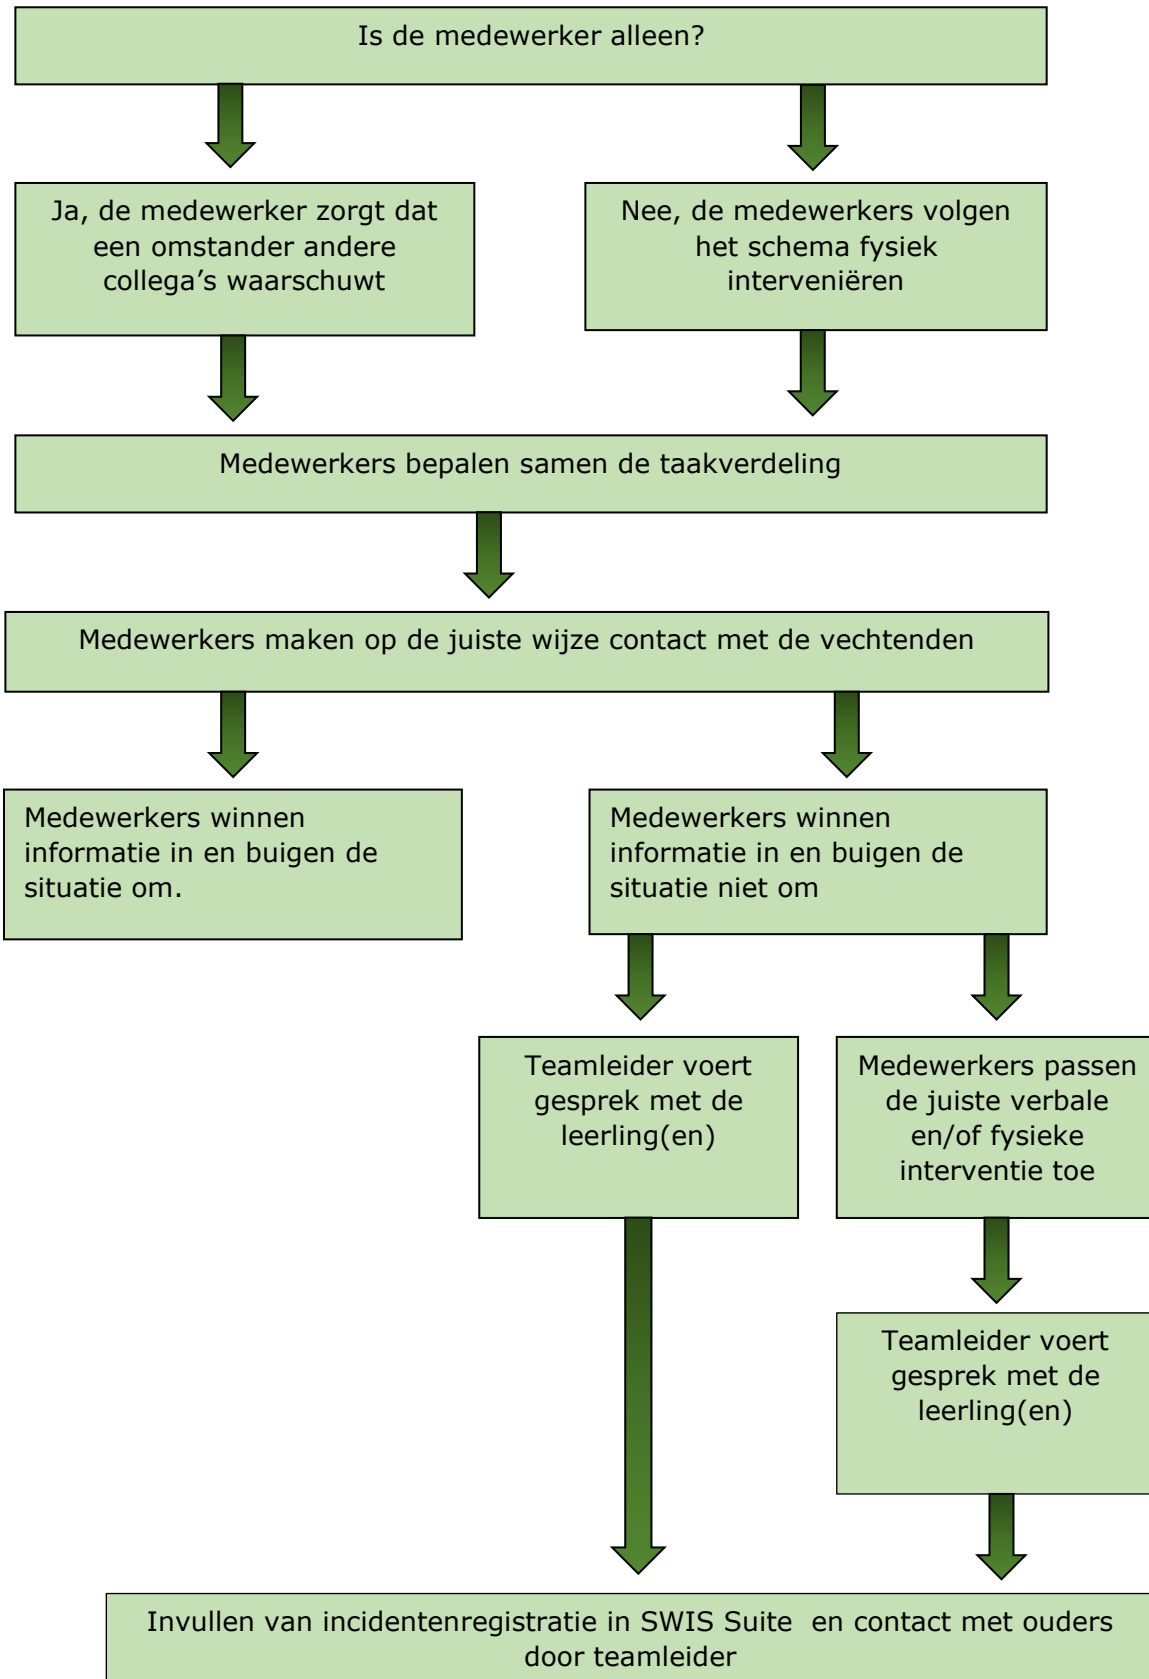 Is de medewerker alleen?
Ja, de medewerker zorgt dat
een omstander andere
collega’s waarschuwt
Nee, de medewerkers volgen
het schema fysiek
interveniëren
Medewerkers bepalen samen de taakverdeling
Medewerkers maken op de juiste wijze contact met de vechtenden
Medewerkers winnen
informatie in en buigen de
situatie om.
Medewerkers winnen
informatie in en buigen de
situatie niet om
Teamleider voert
gesprek met de
leerling(en)
Medewerkers passen
de juiste verbale
en/of fysieke
interventie toe
Teamleider voert
gesprek met de
leerling(en)
Invullen van incidentenregistratie in SWIS Suite  en contact met ouders
door teamleider